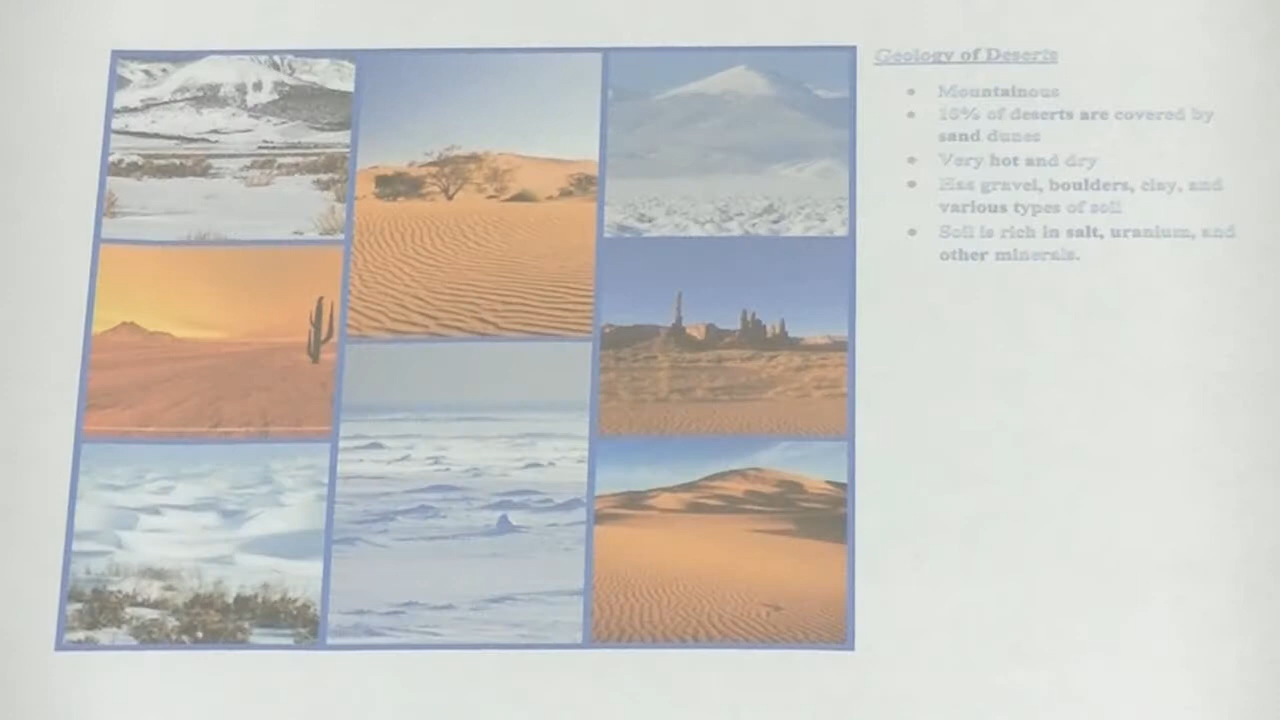 Geology of Deserts
• Mountainous
• 10% of deserts are covered by
sand dunes
• Very hot and dry
• Has gravel, boulders, clay, and
various types of soil
• Soil is rich in salt, uranium, and
other minerals.